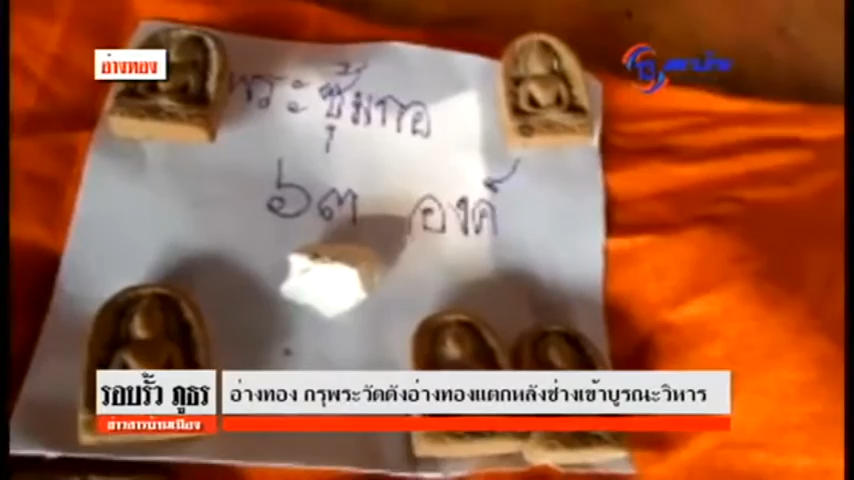 อ่างทอง
พระซุ้มกอ
๖๓ องค์
รอบรั้ว ภูธร
อ่างทอง กรุพระวัดดังอ่างทองแตกหลังช่างเข้าบูรณะวิหาร
ข่าวสารบ้านเมือง